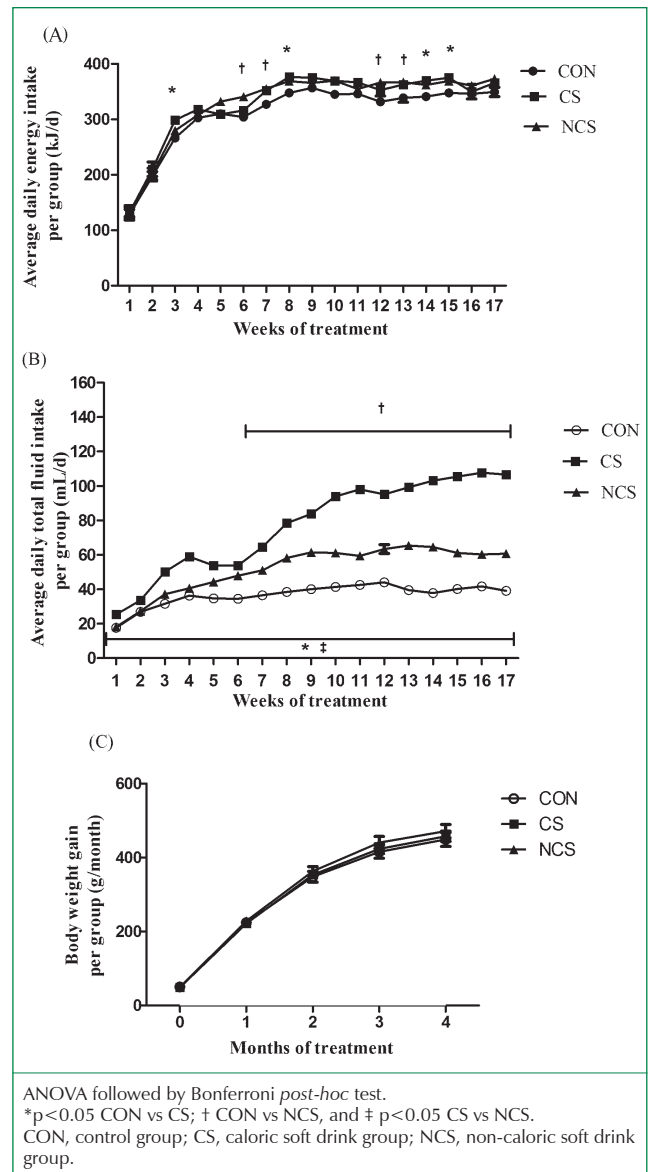 (A)
Average daily energy intake
per group (kJ/d)
400
300
200
100
0
* † † * † † * *
CON
CS
NCS
1 2 3 4 5 6 7 8 9 10 11 12 13 14 15 16 17
Weeks of treatment
(B)
Average daily total fluid intake
per group (mL/d)
160
140
120
100
80
60
40
20
0
†
CON
CS
NCS
* ‡
1 2 3 4 5 6 7 8 9 10 11 12 13 14 15 16 17
Weeks of treatment
(C)
Body weight gain
per group (g/month)
600
400
200
0
CON
CS
NCS
0 1 2 3 4
Months of treatment
ANOVA followed by Bonferroni post-hoc test.
*p<0.05 CON vs CS; † CON vs NCS, and ‡ p<0.05 CS vs NCS.
CON, control group; CS, caloric soft drink group; NCS, non-caloric soft drink
group.